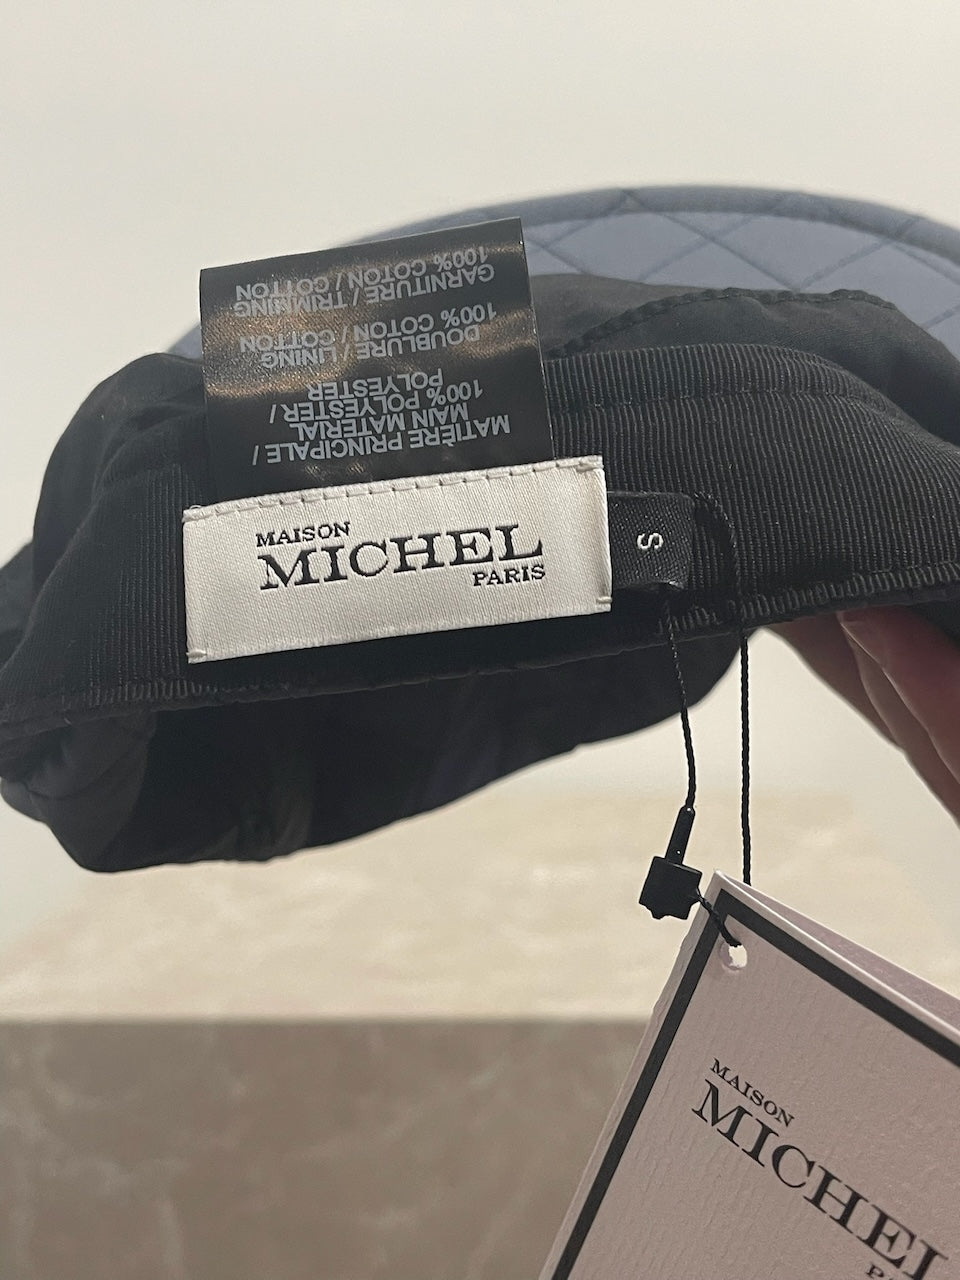 MATIÈRE PRINCIPALE /
MAIN MATERIAL
100% POLYESTER /
POLYESTER
DOUBLURE / LINING
100% COTON / COTTON
GARNITURE / TRIMMING
100% COTON / COTTON
MAISON
MICHEL
PARIS
S
MAISON
MICHEL